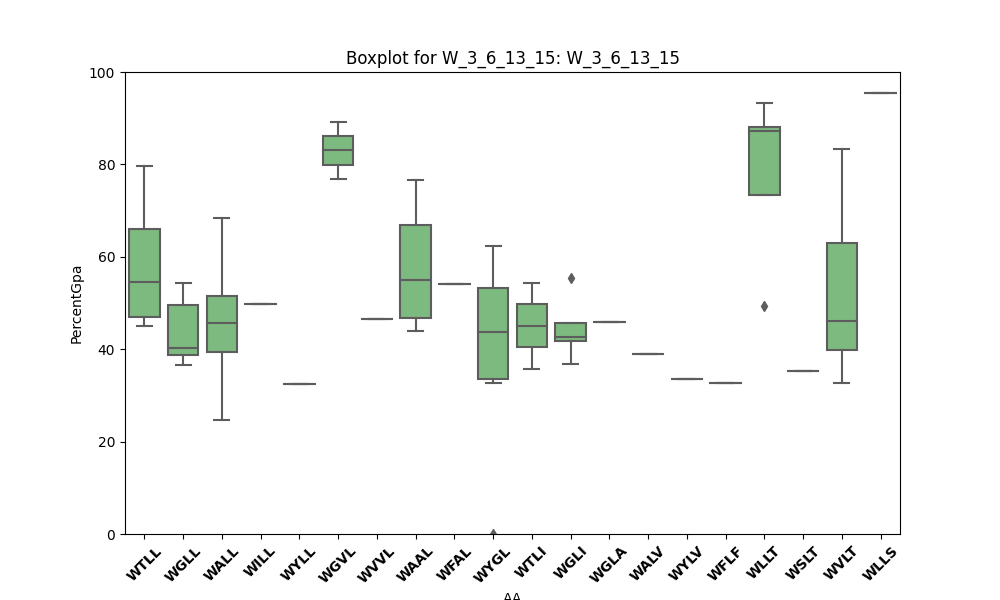 Boxplot for W_3_6_13_15: W_3_6_13_15
100
80
60
40
20
0
PercentGpa
WTLL
WGLL
WALL
WILL
WYLL
WGVL
WVVL
WAAL
WFAL
WYGL
WTLI
WGLI
WGLA
WALV
WYLV
WFLF
WLLT
WSLT
WVLT
WLLS
AA